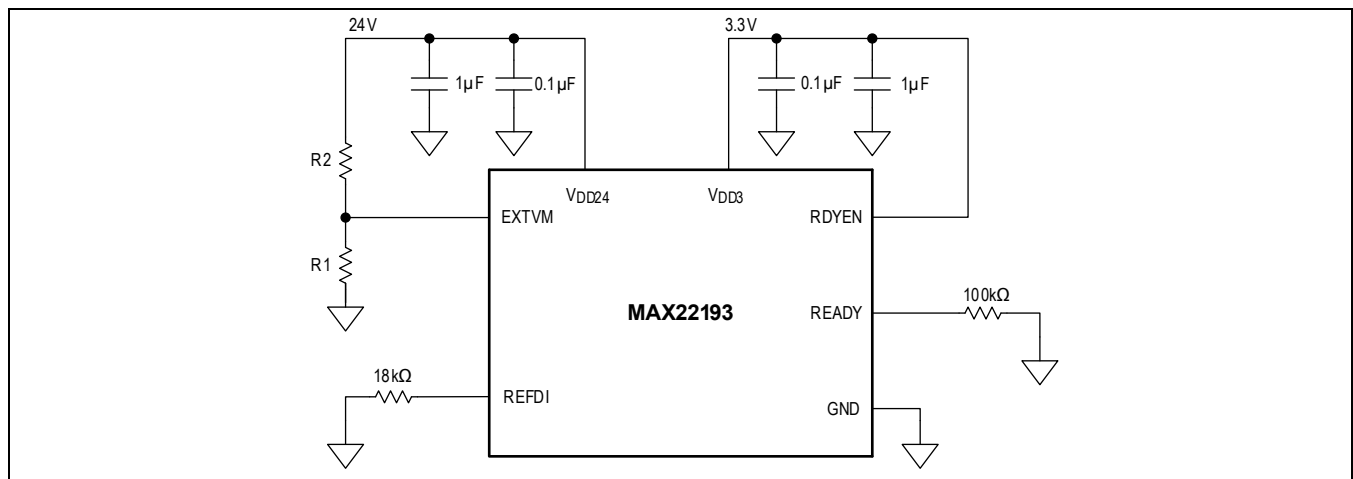 24V
3.3V
1µF
0.1µF
0.1µF
1µF
R2
VDD24
VDD3
EXTVM
RDYEN
R1
MAX22193
READY
100kΩ
18kΩ
REFDI
GND